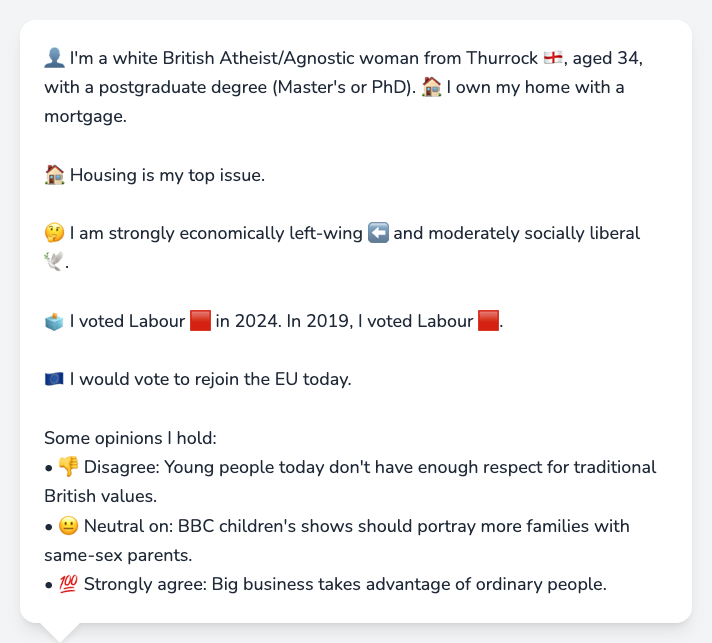 👤 I'm a white British Atheist/Agnostic woman from Thurrock 🏴󠁧󠁢󠁥󠁮󠁧󠁿, aged 34,
with a postgraduate degree (Master's or PhD). 🏠 I own my home with a
mortgage.
🏠 Housing is my top issue.
🤔 I am strongly economically left-wing ⬅️ and moderately socially liberal
🕊️.
🗳️ I voted Labour 🟥 in 2024. In 2019, I voted Labour 🟥.
🇪🇺 I would vote to rejoin the EU today.
Some opinions I hold:
• 👎 Disagree: Young people today don't have enough respect for traditional
British values.
• 😐 Neutral on: BBC children's shows should portray more families with
same-sex parents.
• 💯 Strongly agree: Big business takes advantage of ordinary people.